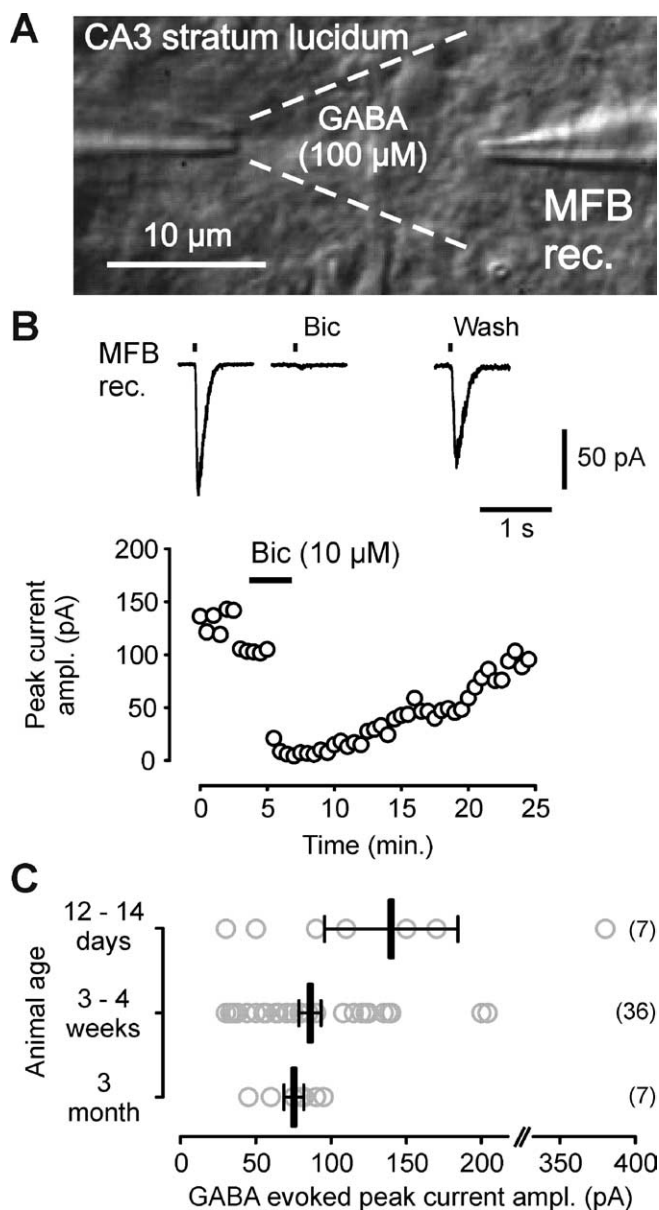 A
CA3 stratum lucidum
GABA
(100 µM)
10 µm
MFB
rec.
B
Bic
Wash
MFB
rec.
50 pA
1 s
Bic (10 µM)
Peak current
ampl. (pA)
200
150
100
50
0
0 5 10 15 20 25
Time (min.)
C
12 - 14
days
(7)
3 - 4
weeks
(36)
3
month
(7)
Animal age
0 50 100 150 200 350 400
GABA evoked peak current ampl. (pA)